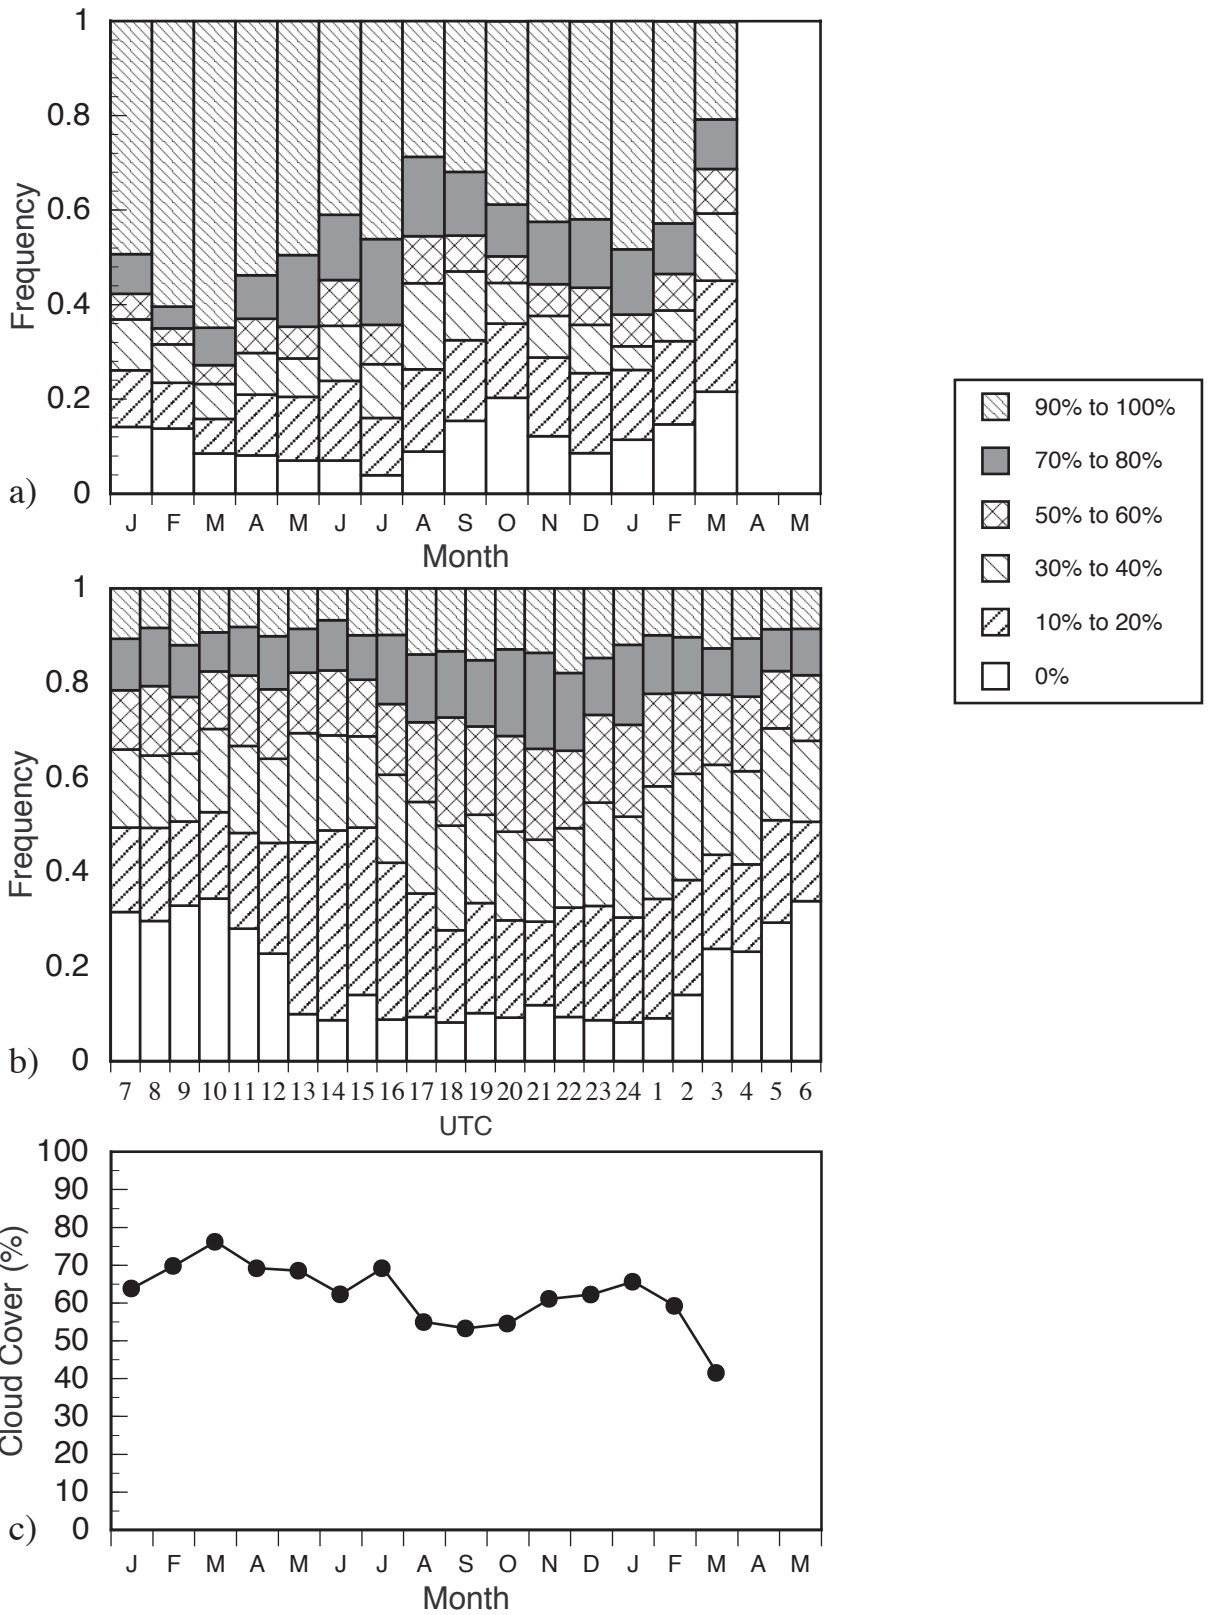 1
0.8
0.6
0.4
0.2
0
Frequency
a)
J F M A M J J A S O N D J F M A M
Month
90% to 100%
70% to 80%
50% to 60%
30% to 40%
10% to 20%
0%
1
0.8
0.6
0.4
0.2
0
Frequency
b)
7 8 9 10 11 12 13 14 15 16 17 18 19 20 21 22 23 24 1 2 3 4 5 6
UTC
100
90
80
70
60
50
40
30
20
10
0
Cloud Cover (%)
c)
J F M A M J J A S O N D J F M A M
Month